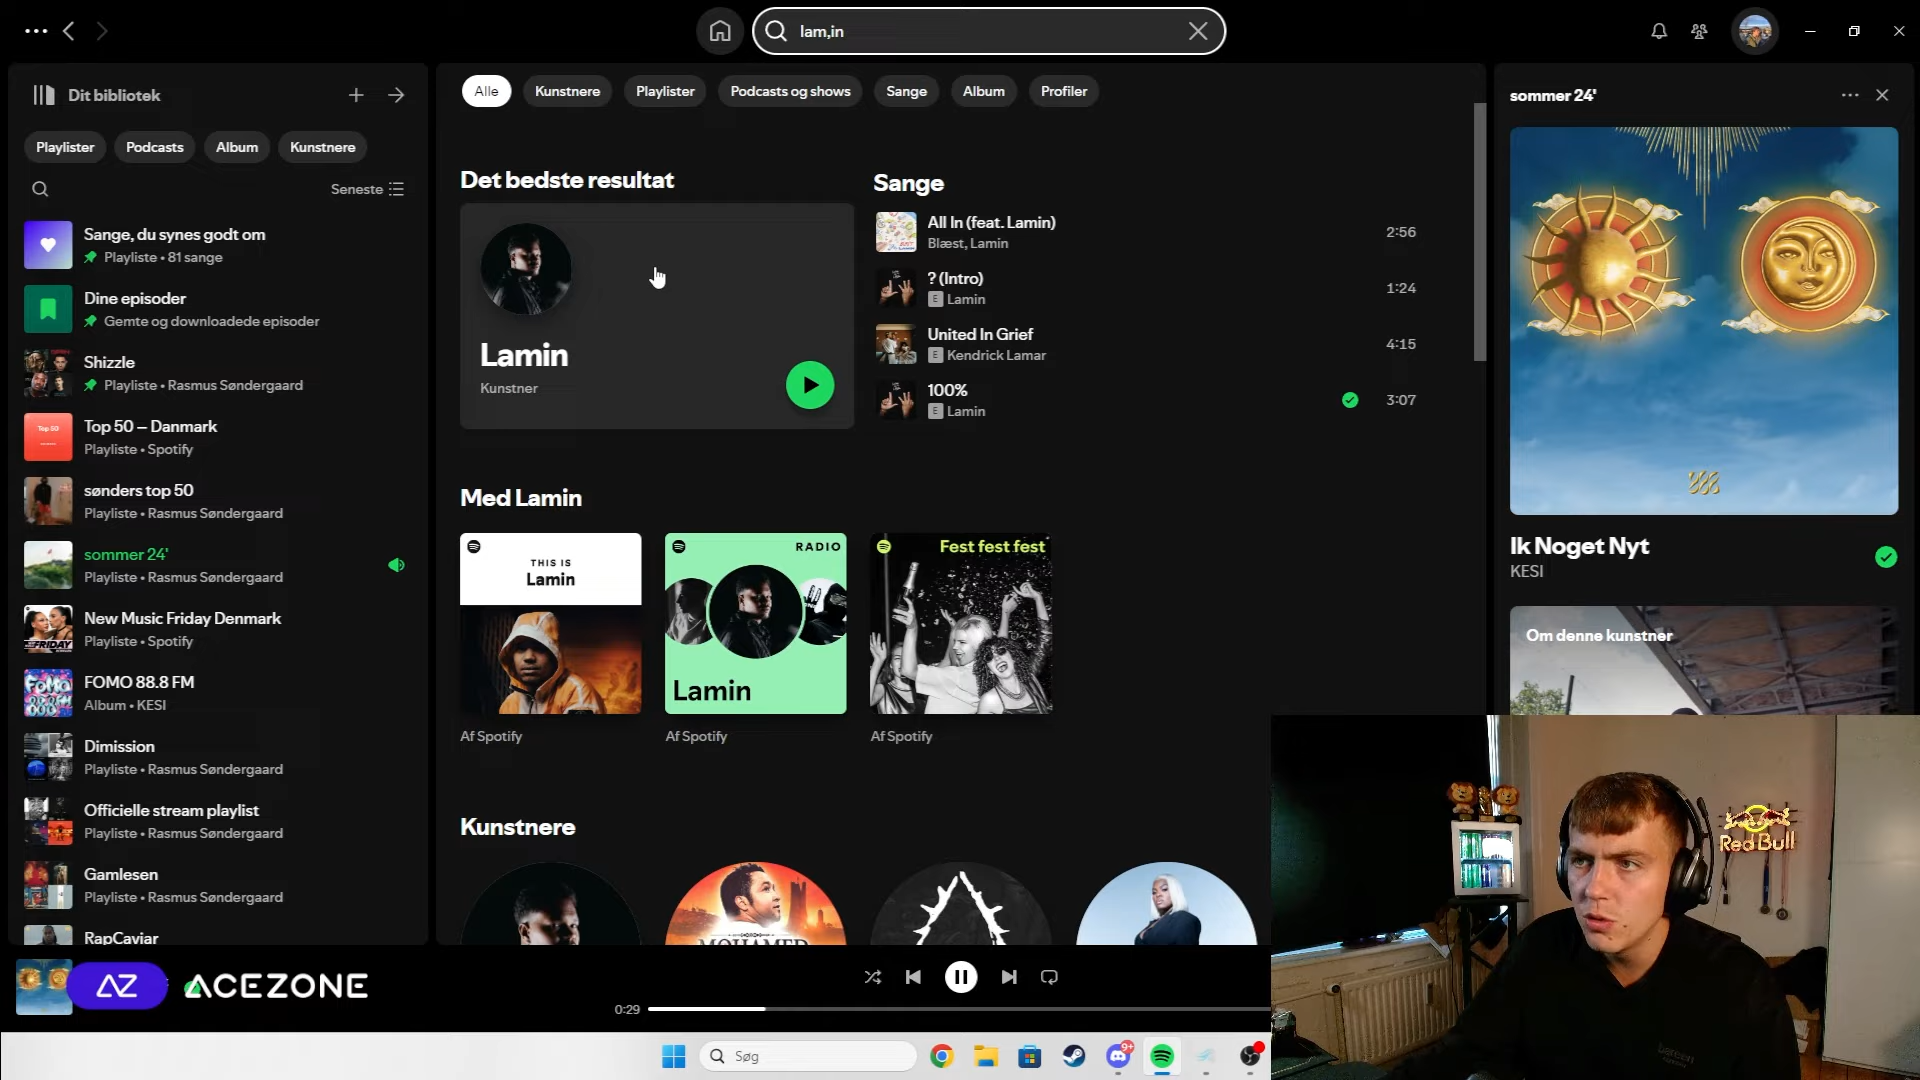 lam,in
Dit bibliotek
Playlister
Podcasts
Album
Kunstnere
Seneste
Sange, du synes godt om
Playliste • 81 sange
Dine episoder
Gemte og downloadede episoder
Shizzle
Playliste • Rasmus Søndergaard
Top 50
Top 50 – Danmark
Playliste • Spotify
sønders top 50
Playliste • Rasmus Søndergaard
sommer 24'
Playliste • Rasmus Søndergaard
FRIDAY
New Music Friday Denmark
Playliste • Spotify
FOMO
FOMO 88.8 FM
Album • KESI
Dimission
Playliste • Rasmus Søndergaard
Officielle stream playlist
Playliste • Rasmus Søndergaard
Gamlesen
Playliste • Rasmus Søndergaard
RapCaviar
Alle
Kunstnere
Playlister
Podcasts og shows
Sange
Album
Profiler
Det bedste resultat
Lamin
Kunstner
Sange
All In (feat. Lamin)
Blæst, Lamin
2:56
? (Intro)
E Lamin
1:24
United In Grief
E Kendrick Lamar
4:15
100%
E Lamin
3:07
Med Lamin
THIS IS
Lamin
Af Spotify
RADIO
Lamin
Af Spotify
Fest fest fest
Af Spotify
Kunstnere
MOHAMED
sommer 24'
Ik Noget Nyt
KESI
Om denne kunstner
Red Bull
AZ ACEZONE
0:29
Søg
9+